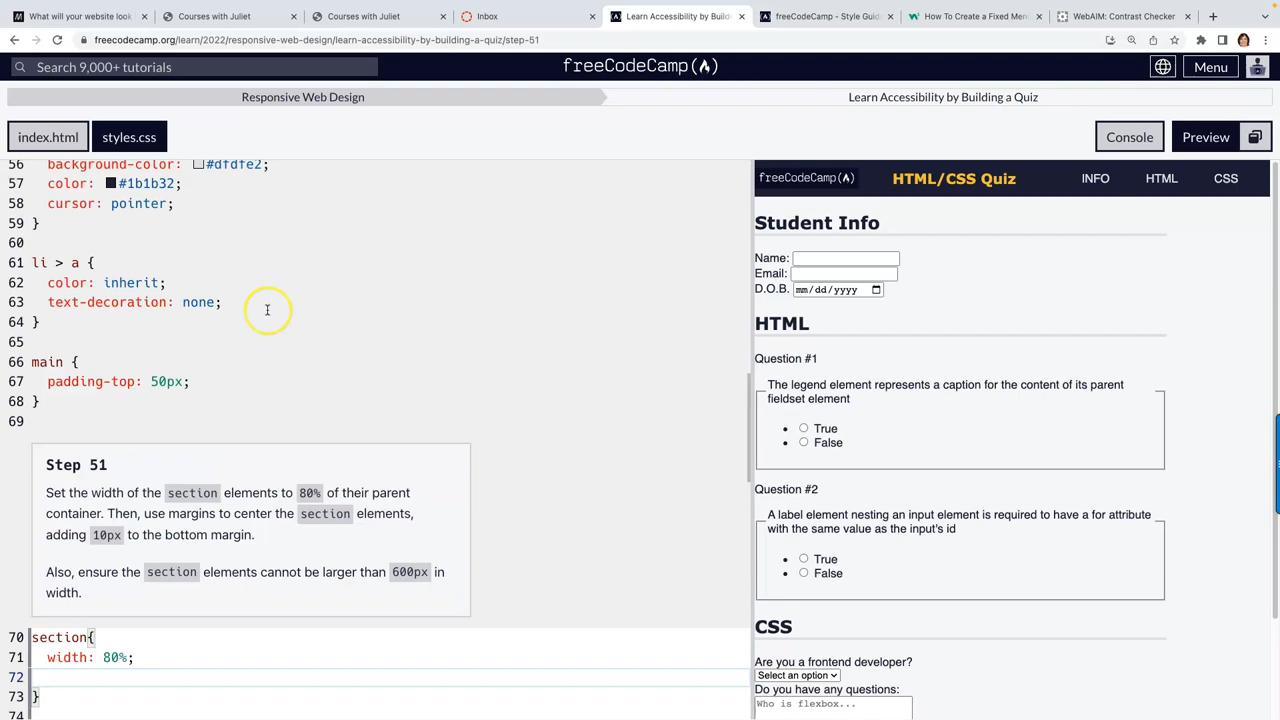 What will your website look
Courses with Juliet
Courses with Juliet
Inbox
Learn Accessibility by Build
freeCodeCamp - Style Guid
How To Create a Fixed Men
WebAIM: Contrast Checker
freecodecamp.org/learn/2022/responsive-web-design/learn-accessibility-by-building-a-quiz/step-51
Search 9,000+ tutorials
freeCodeCamp
Menu
Responsive Web Design
Learn Accessibility by Building a Quiz
index.html
styles.css
Console
Preview
56 background-color: #dfdfe2;
57 color: #1b1b32;
58 cursor: pointer;
59 }
60
61 li > a {
62 color: inherit;
63 text-decoration: none;
64 }
65
66 main {
67 padding-top: 50px;
68 }
69
Step 51
Set the width of the section elements to 80% of their parent
container. Then, use margins to center the section elements,
adding 10px to the bottom margin.
Also, ensure the section elements cannot be larger than 600px in
width.
70 section{
71 width: 80%;
72
73 }
74
freeCodeCamp
HTML/CSS Quiz
INFO
HTML
CSS
Student Info
Name:
Email:
D.O.B. mm/dd/yyyy
HTML
Question #1
The legend element represents a caption for the content of its parent
fieldset element
True
False
Question #2
A label element nesting an input element is required to have a for attribute
with the same value as the input's id
True
False
CSS
Are you a frontend developer?
Select an option
Do you have any questions:
Who is flexbox...